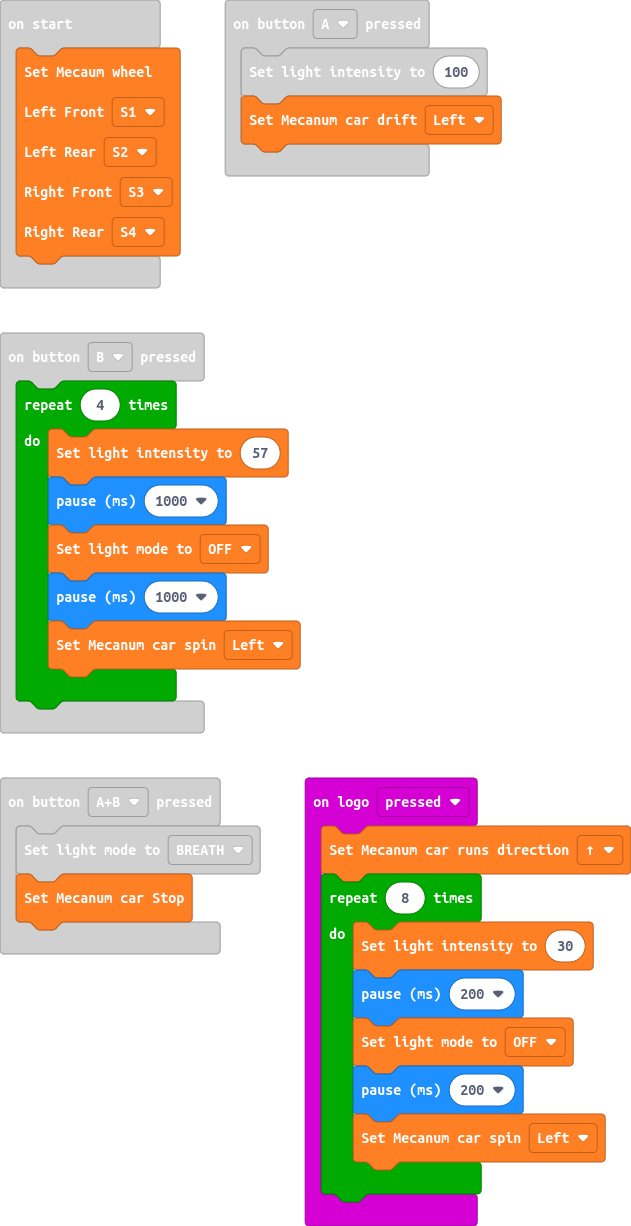 on start
Set Mecaum wheel
Left Front S1
Left Rear S2
Right Front S3
Right Rear S4
on button A pressed
Set light intensity to 100
Set Mecanum car drift Left
on button B pressed
repeat 4 times
do
Set light intensity to 57
pause (ms) 1000
Set light mode to OFF
pause (ms) 1000
Set Mecanum car spin Left
on button A+B pressed
Set light mode to BREATH
Set Mecanum car Stop
on logo pressed
Set Mecanum car runs direction ↑
repeat 8 times
do
Set light intensity to 30
pause (ms) 200
Set light mode to OFF
pause (ms) 200
Set Mecanum car spin Left